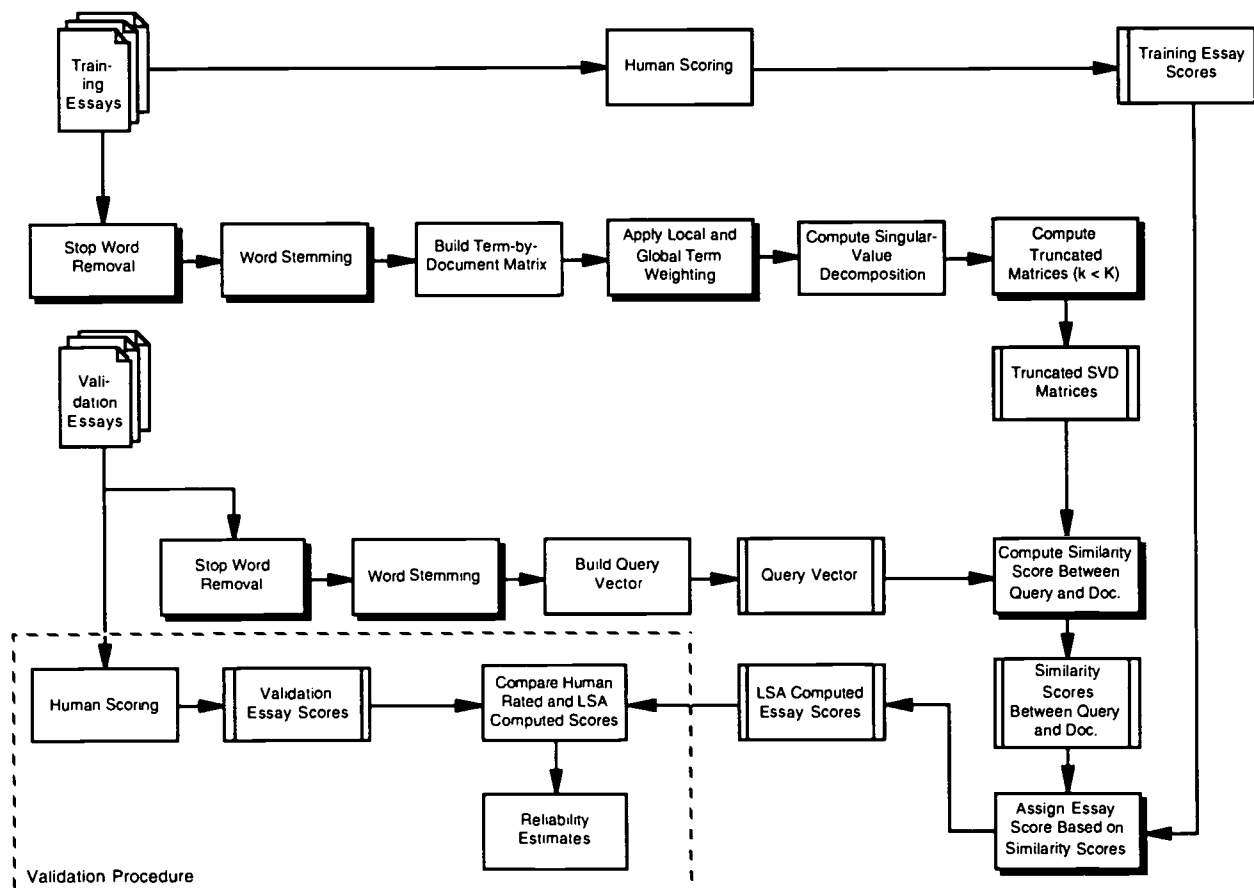 Train-
ing
Essays
Human Scoring
Training Essay
Scores
Stop Word
Removal
Word Stemming
Build Term-by-
Document Matrix
Apply Local and
Global Term
Weighting
Compute Singular-
Value
Decomposition
Compute
Truncated
Matrices (k < K)
Vali-
dation
Essays
Truncated SVD
Matrices
Stop Word
Removal
Word Stemming
Build Query
Vector
Query Vector
Compute Similarity
Score Between
Query and Doc.
Human Scoring
Validation
Essay Scores
Compare Human
Rated and LSA
Computed Scores
LSA Computed
Essay Scores
Similarity
Scores
Between Query
and Doc.
Reliability
Estimates
Assign Essay
Score Based on
Similarity Scores
Validation Procedure